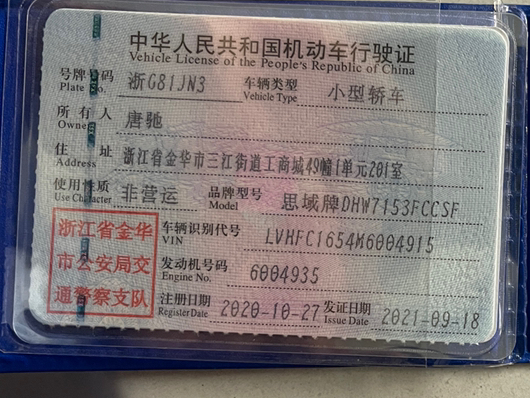 中华人民共和国机动车行驶证
Vehicle License of the People's Republic of China
号牌号码 浙G81JN3 车辆类型 小型轿车
Plate No. Vehicle Type
所有人 唐驰
Owner
住址 浙江省金华市三江街道工商城49幢1单元201室
Address
使用性质 非营运 品牌型号 思域牌DHW7153FCCSF
Use Character Model
浙江省金华
市公安局交
通警察支队
车辆识别代号 LVHFC1654M6004915
VIN
发动机号码 6004935
Engine No.
注册日期 2020-10-27 发证日期 2021-09-18
Register Date Issue Date